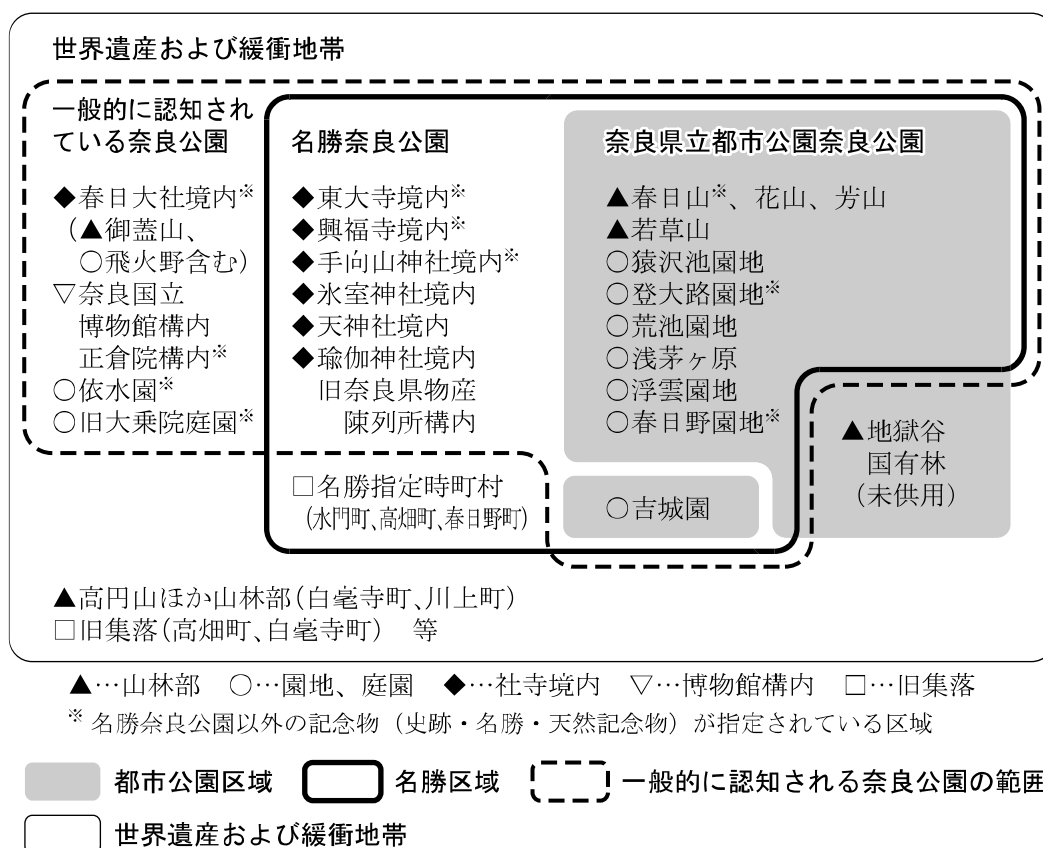 世界遺産および緩衝地帯
一般的に認知され
ている奈良公園
◆春日大社境内※
(▲御蓋山、
○飛火野含む)
▽奈良国立
博物館構内
正倉院構内※
○依水園※
○旧大乗院庭園※
名勝奈良公園
◆東大寺境内※
◆興福寺境内※
◆手向山神社境内※
◆氷室神社境内
◆天神社境内
◆瑜伽神社境内
旧奈良県物産
陳列所構内
□名勝指定時町村
(水門町、高畑町、春日野町)
奈良県立都市公園奈良公園
▲春日山※、花山、芳山
▲若草山
○猿沢池園地
○登大路園地※
○荒池園地
○浅茅ヶ原
○浮雲園地
○春日野園地※
○吉城園
▲地獄谷
国有林
(未供用)
▲高円山ほか山林部(白毫寺町、川上町)
□旧集落(高畑町、白毫寺町) 等
▲…山林部 ○…園地、庭園 ◆…社寺境内 ▽…博物館構内 □…旧集落
※ 名勝奈良公園以外の記念物(史跡・名勝・天然記念物)が指定されている区域
都市公園区域 名勝区域 一般的に認知される奈良公園の範囲
世界遺産および緩衝地帯